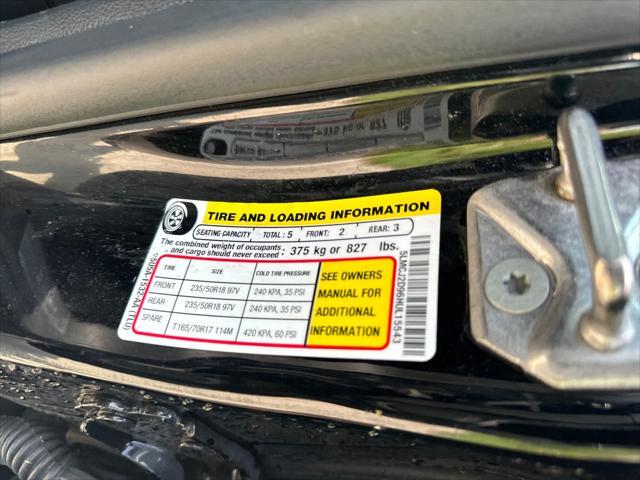 TIRE AND LOADING INFORMATION
SEATING CAPACITY TOTAL: 5 FRONT: 2 REAR: 3
The combined weight of occupants and cargo should never exceed: 375 kg or 827 lbs.
TIRE SIZE COLD TIRE PRESSURE
FRONT 235/50R18 97V 240 KPA, 35 PSI
REAR 235/50R18 97V 240 KPA, 35 PSI
SPARE T165/70R17 114M 420 KPA, 60 PSI
SEE OWNERS
MANUAL FOR
ADDITIONAL
INFORMATION
5LMCJ2D96HUL15543